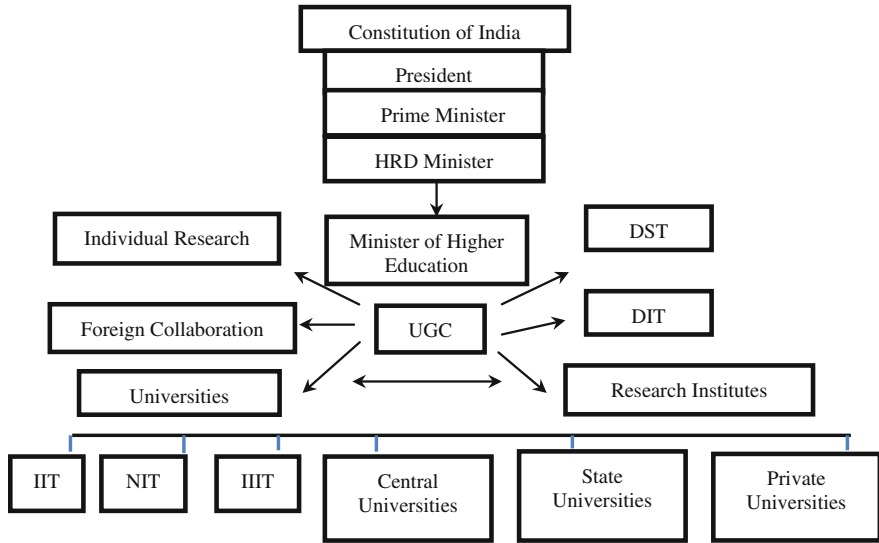 Constitution of India
President
Prime Minister
HRD Minister
Individual Research
Minister of Higher
Education
DST
Foreign Collaboration
UGC
DIT
Universities
Research Institutes
IIT
NIT
IIIT
Central
Universities
State
Universities
Private
Universities